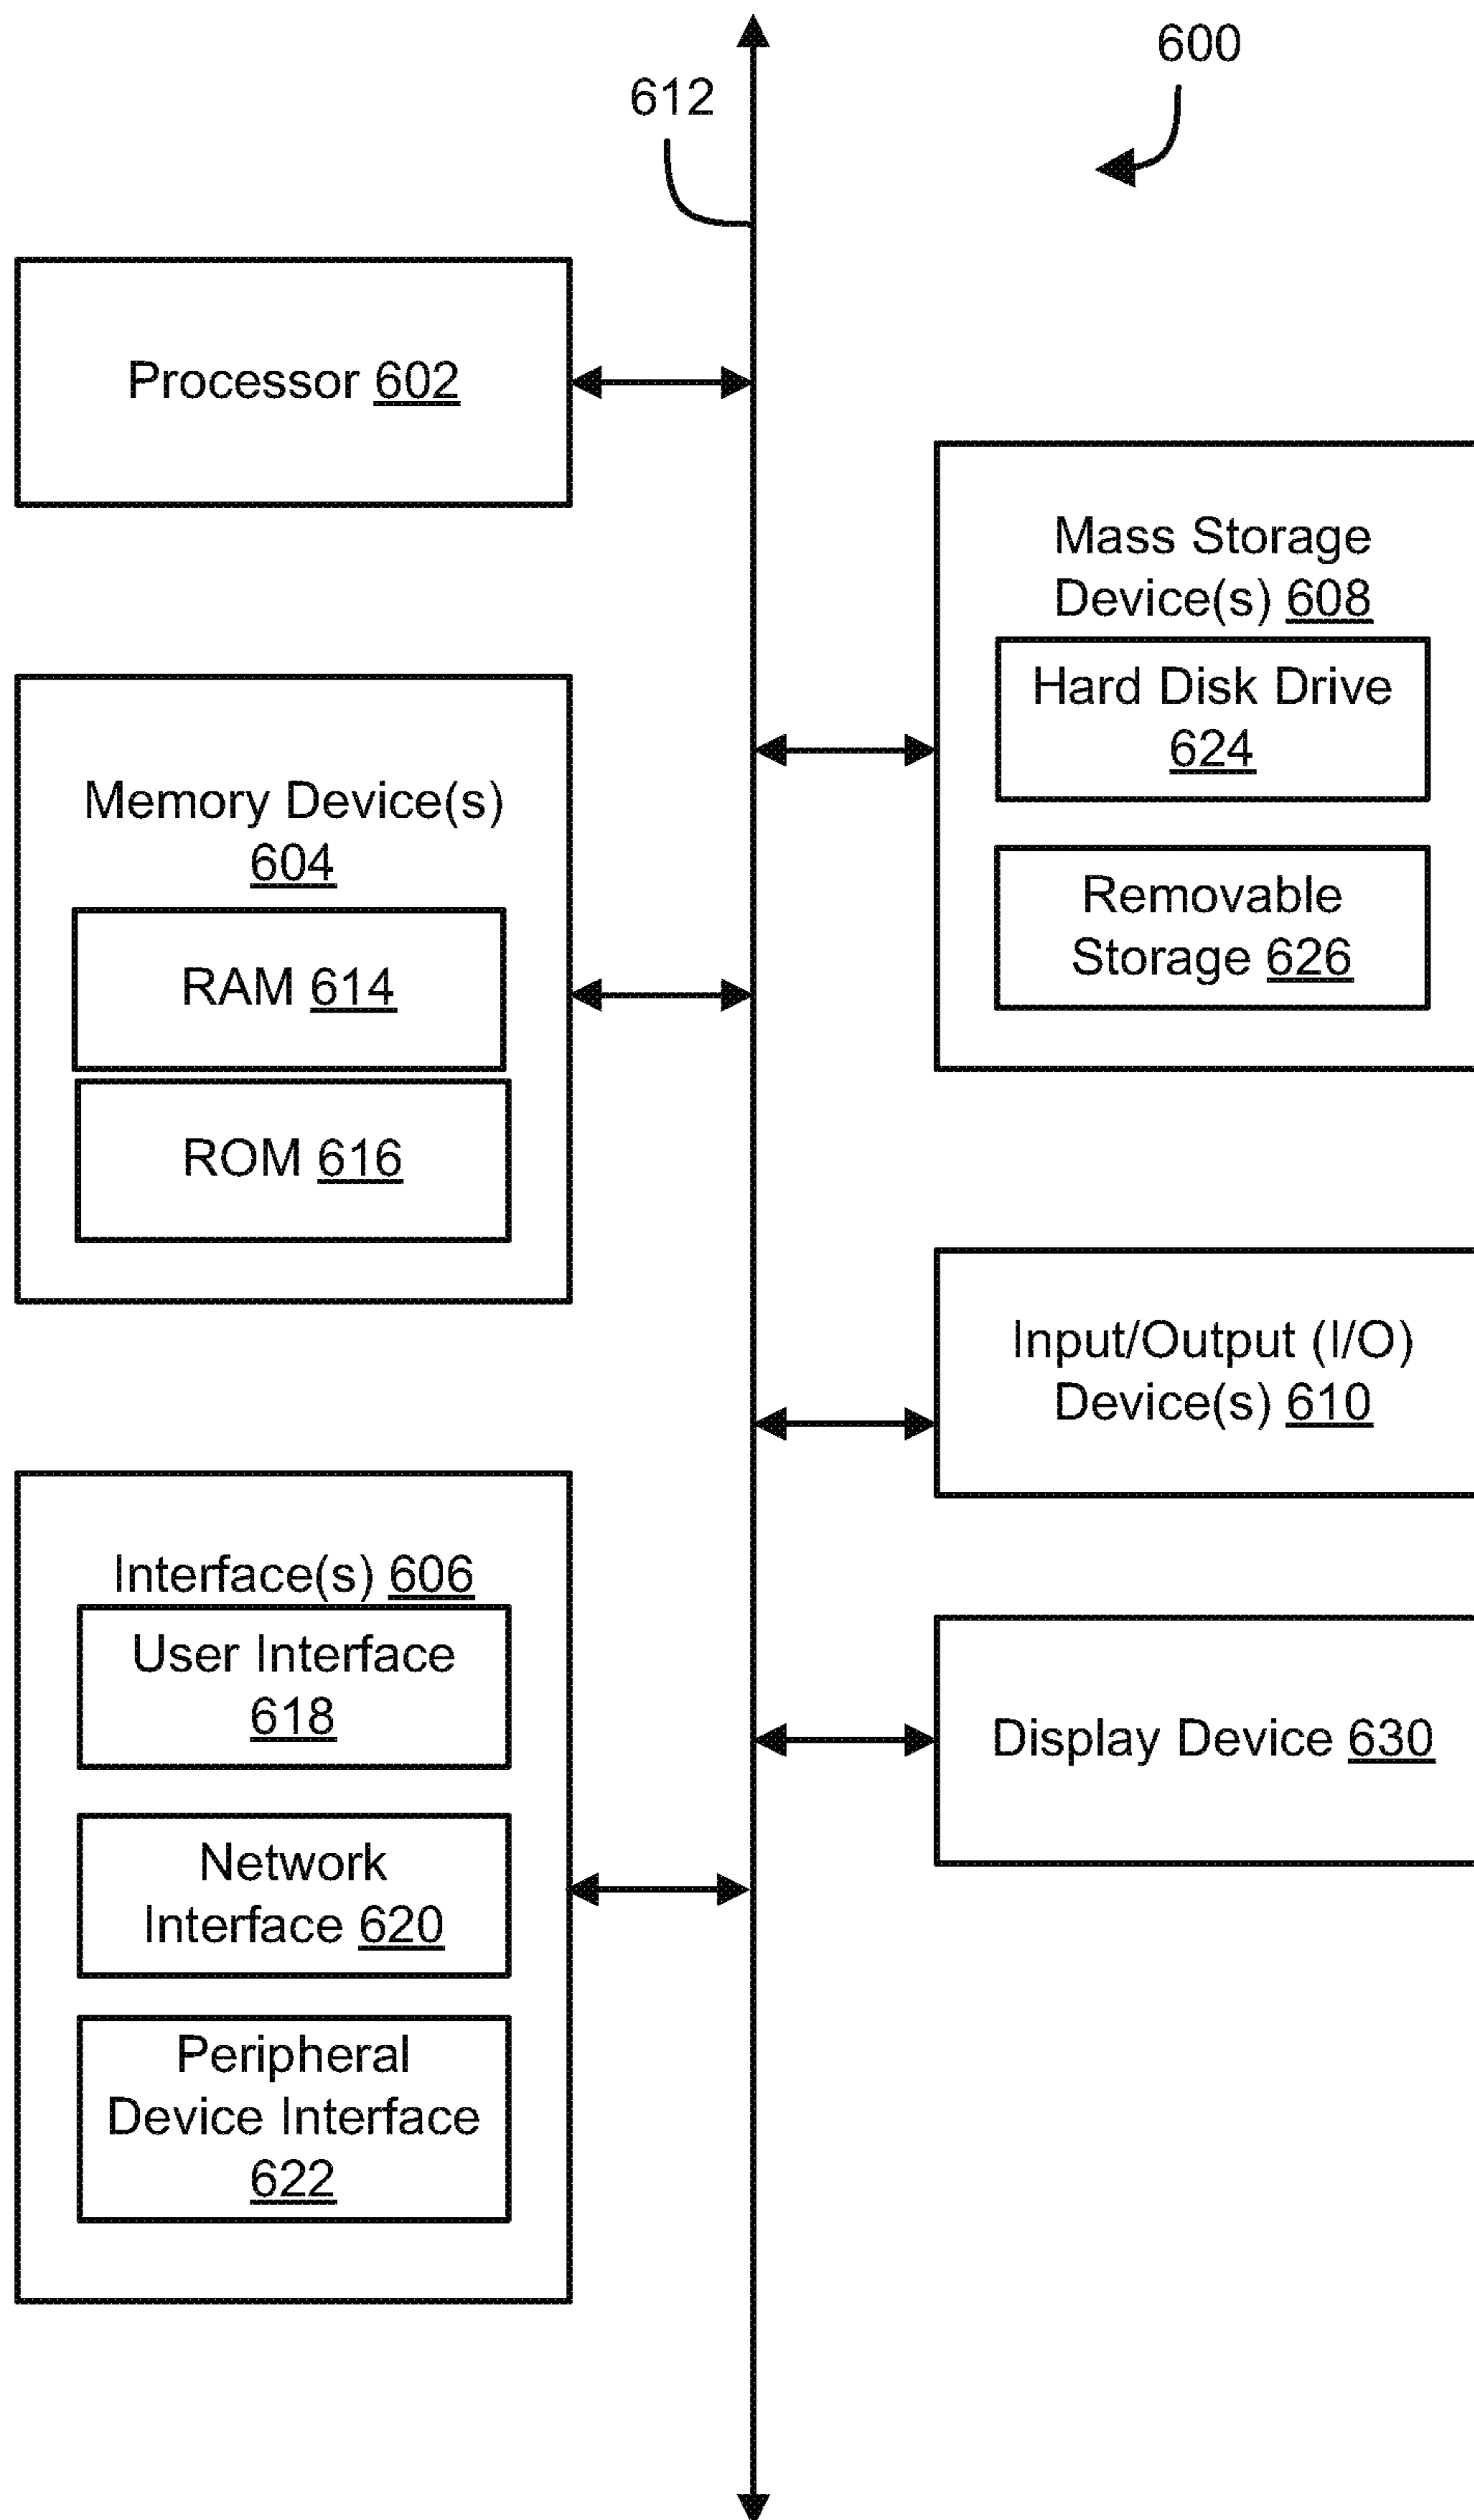 600
612
Processor 602
Mass Storage
Device(s) 608
Hard Disk Drive
624
Removable
Storage 626
Memory Device(s)
604
RAM 614
ROM 616
Input/Output (I/O)
Device(s) 610
Interface(s) 606
User Interface
618
Network
Interface 620
Peripheral
Device Interface
622
Display Device 630